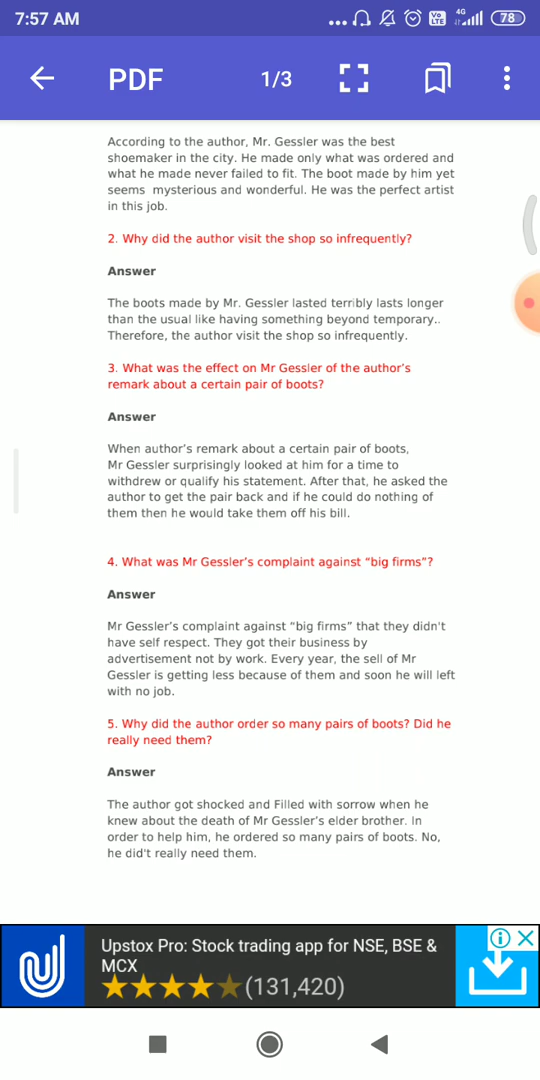 7:57 AM
Vo LTE
4G
78
PDF
1/3
According to the author, Mr. Gessler was the best
shoemaker in the city. He made only what was ordered and
what he made never failed to fit. The boot made by him yet
seems  mysterious and wonderful. He was the perfect artist
in this job.
2. Why did the author visit the shop so infrequently?
Answer
The boots made by Mr. Gessler lasted terribly lasts longer
than the usual like having something beyond temporary..
Therefore, the author visit the shop so infrequently.
3. What was the effect on Mr Gessler of the author’s
remark about a certain pair of boots?
Answer
When author’s remark about a certain pair of boots,
Mr Gessler surprisingly looked at him for a time to
withdrew or qualify his statement. After that, he asked the
author to get the pair back and if he could do nothing of
them then he would take them off his bill.
4. What was Mr Gessler’s complaint against “big firms”?
Answer
Mr Gessler’s complaint against “big firms” that they didn't
have self respect. They got their business by
advertisement not by work. Every year, the sell of Mr
Gessler is getting less because of them and soon he will left
with no job.
5. Why did the author order so many pairs of boots? Did he
really need them?
Answer
The author got shocked and Filled with sorrow when he
knew about the death of Mr Gessler’s elder brother. In
order to help him, he ordered so many pairs of boots. No,
he did't really need them.
Upstox Pro: Stock trading app for NSE, BSE &
MCX
(131,420)